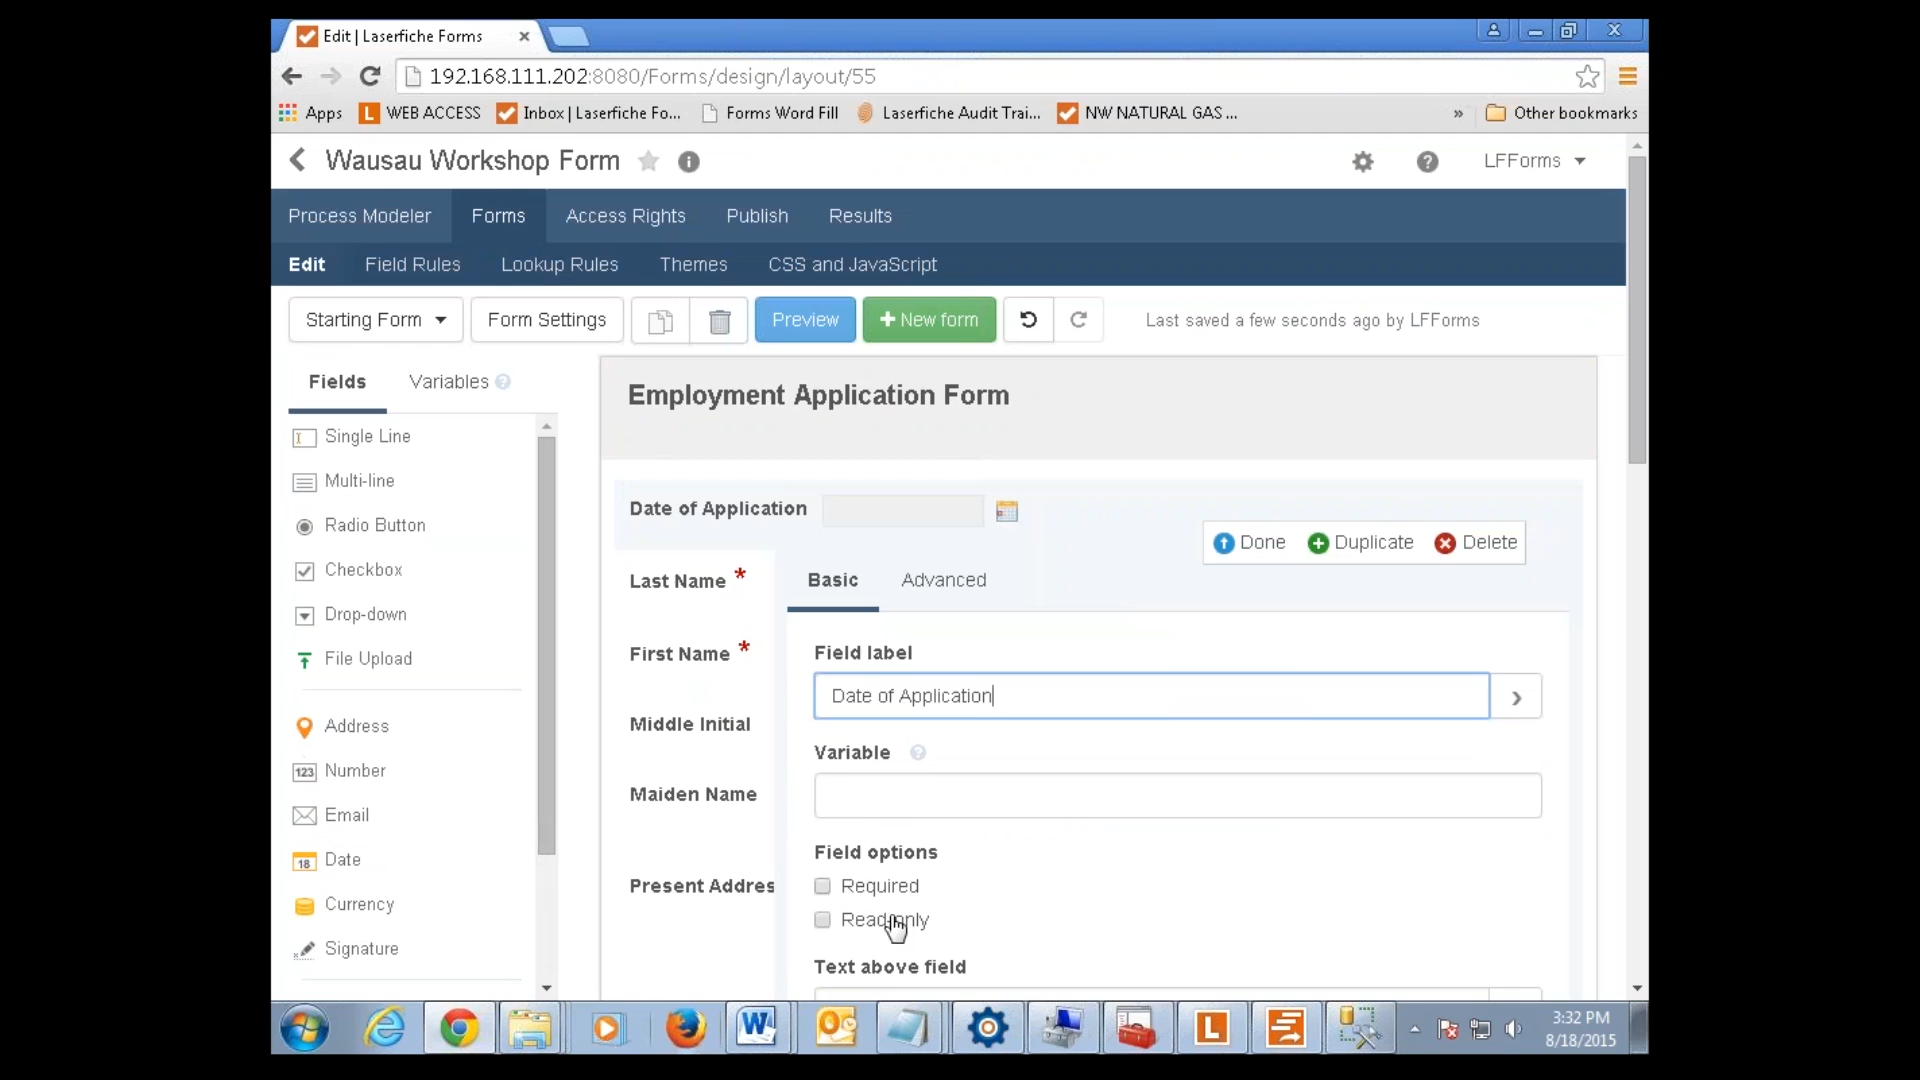 Edit | Laserfiche Forms
192.168.111.202:8080/Forms/design/layout/55
Apps WEB ACCESS Inbox | Laserfiche Fo... Forms Word Fill Laserfiche Audit Trai... NW NATURAL GAS ... » Other bookmarks
Wausau Workshop Form LFForms
Process Modeler Forms Access Rights Publish Results
Edit Field Rules Lookup Rules Themes CSS and JavaScript
Starting Form Form Settings Preview + New form Last saved a few seconds ago by LFForms
Fields Variables ?
Employment Application Form
Single Line
Multi-line
Radio Button
Checkbox
Drop-down
File Upload
Address
123 Number
Email
18 Date
Currency
Signature
Date of Application
Done Duplicate Delete
Last Name *
First Name *
Middle Initial
Maiden Name
Present Addres
Basic Advanced
Field label
Date of Application
Variable ?
Field options
Required
Read-only
Text above field
3:32 PM
8/18/2015